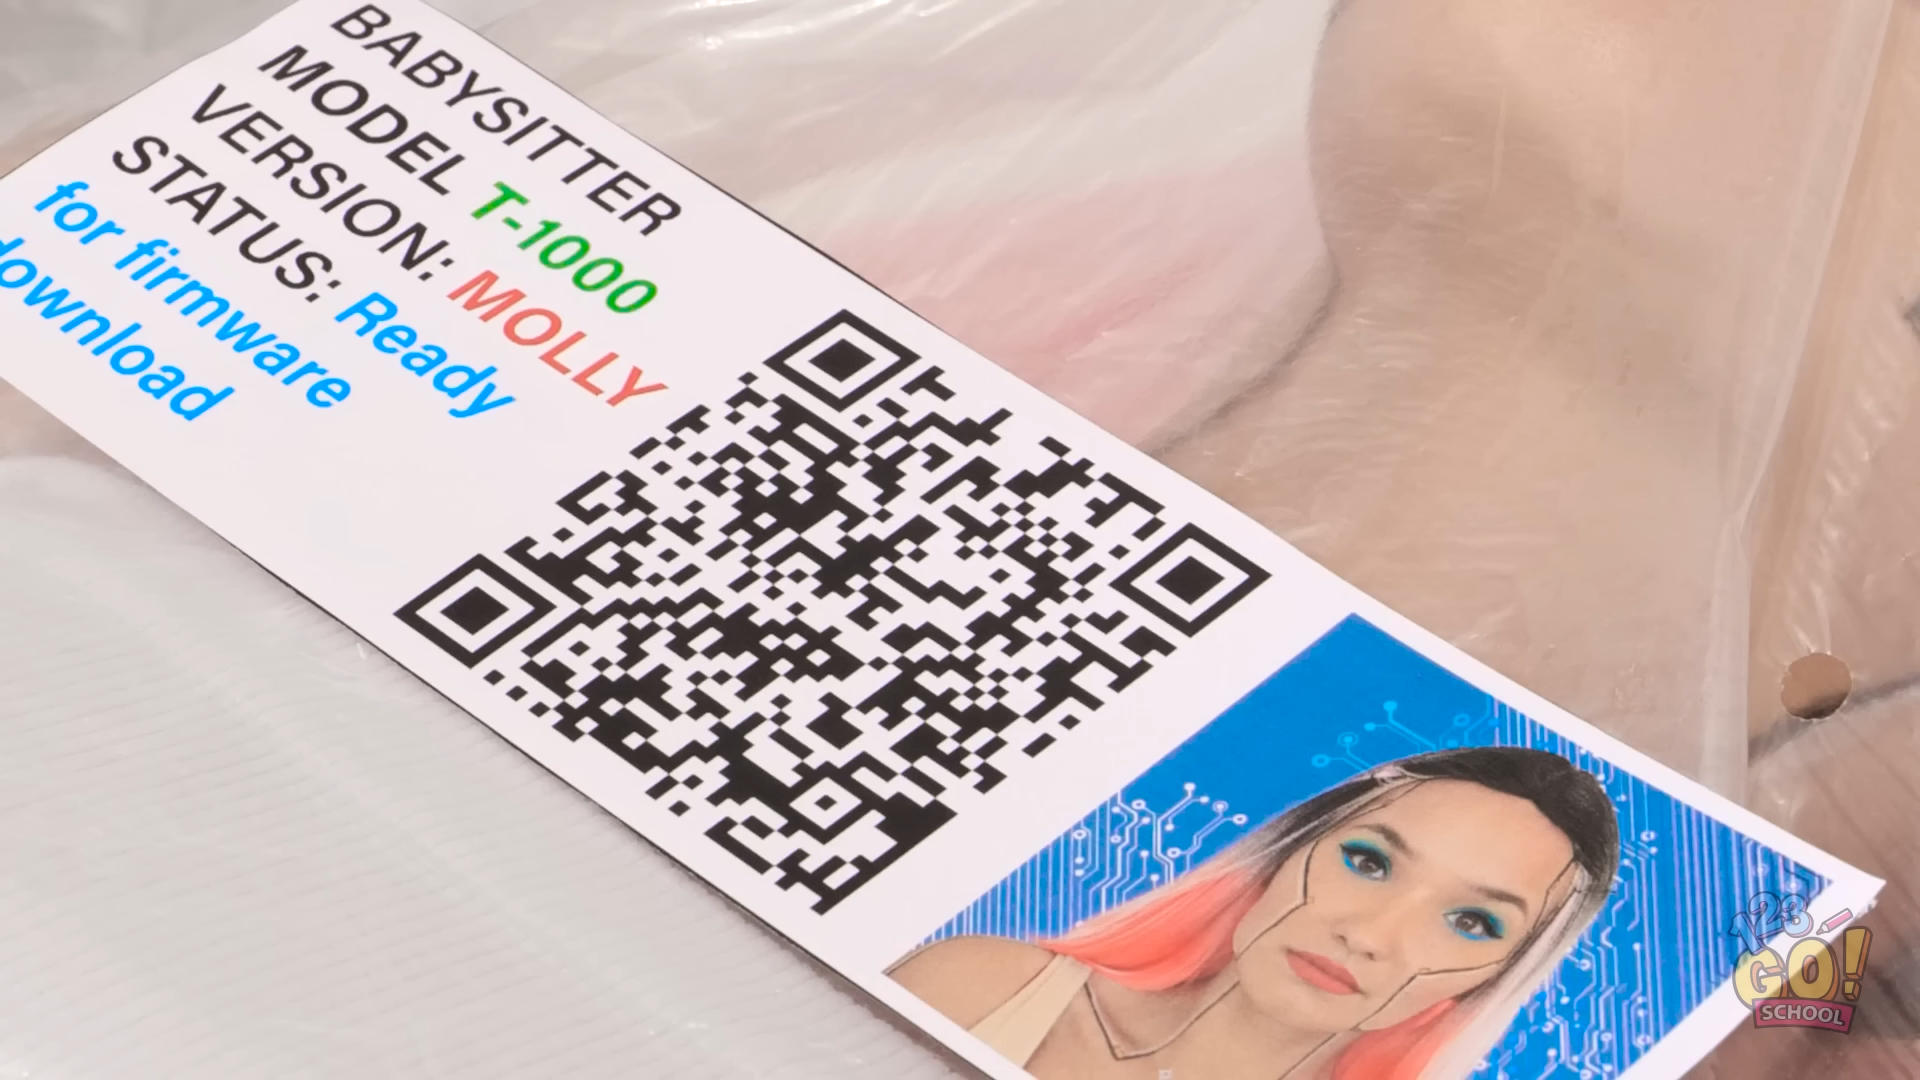 BABYSITTER
MODEL T-1000
VERSION: MOLLY
STATUS: Ready
for firmware
download
123
GO!
SCHOOL